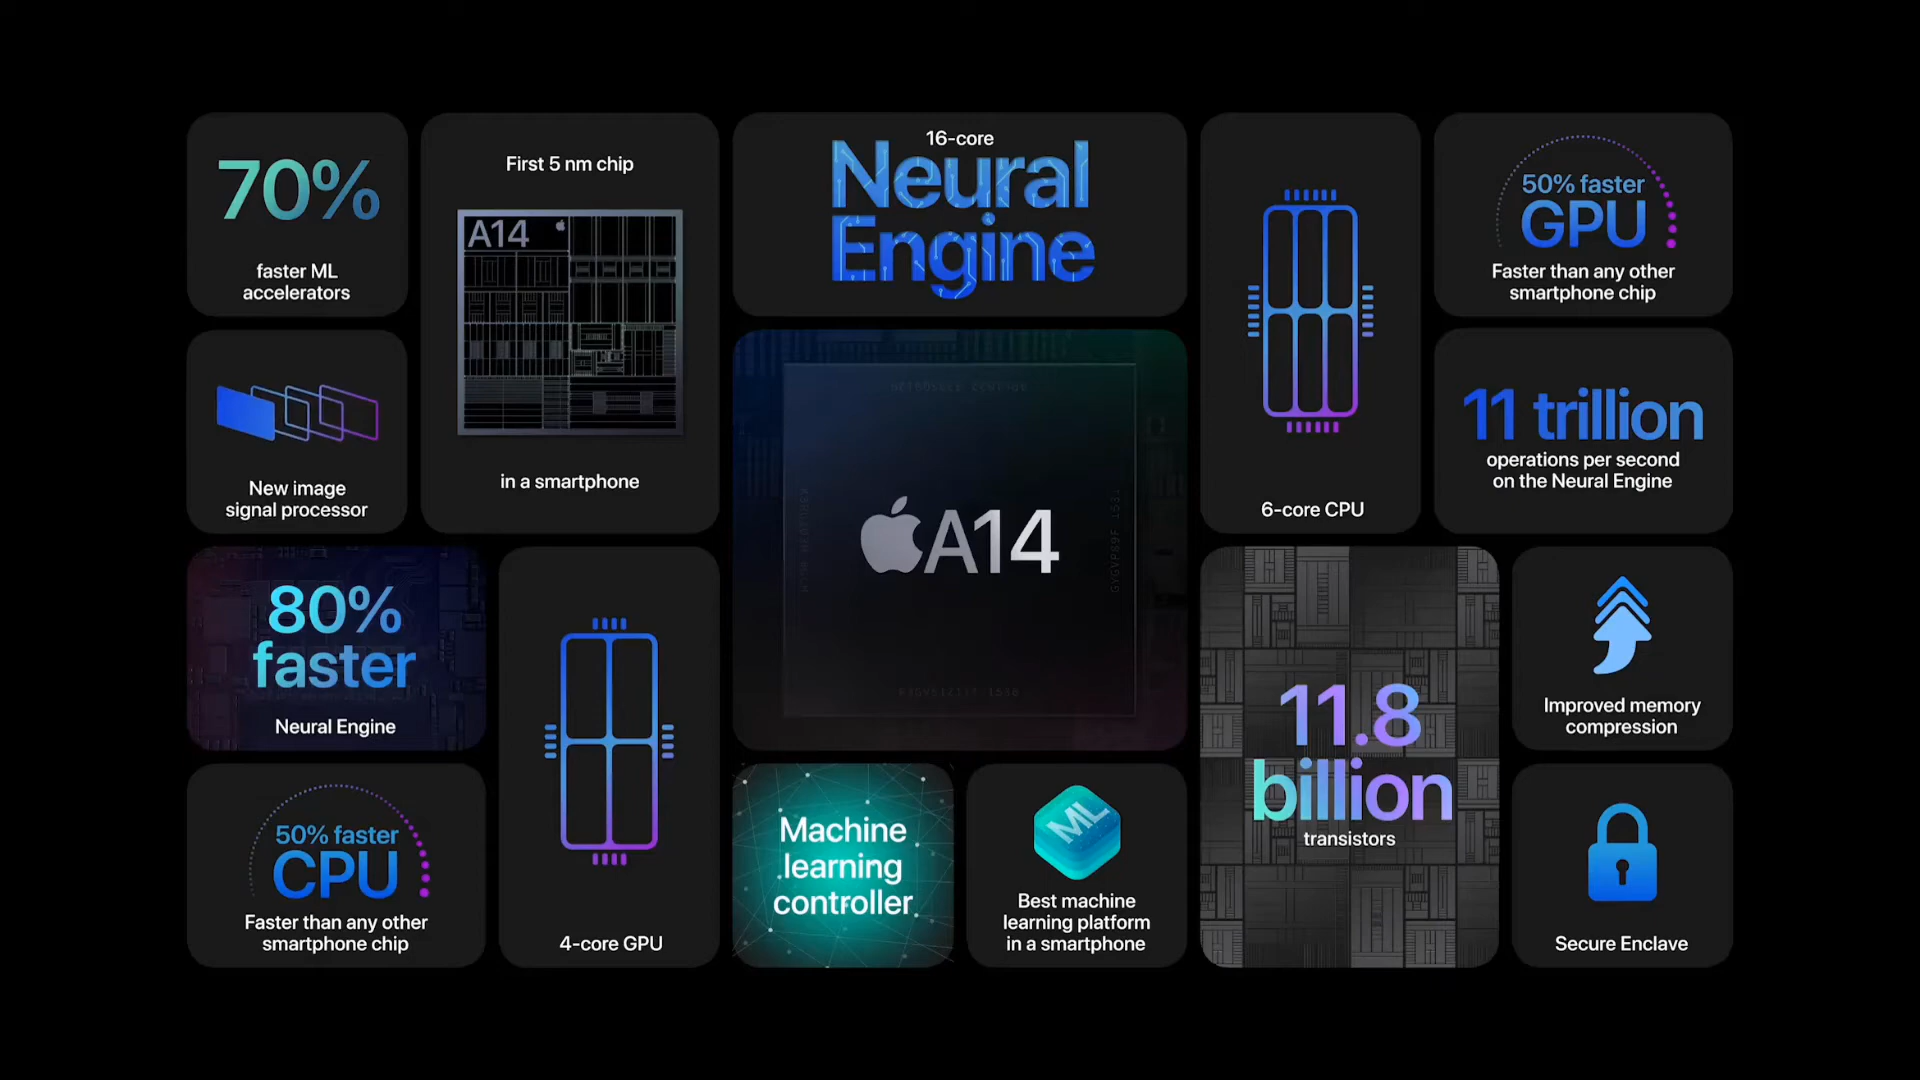 70%
faster ML
accelerators
First 5 nm chip
A14
in a smartphone
16-core
Neural
Engine
50% faster
GPU
Faster than any other
smartphone chip
New image
signal processor
A14
6-core CPU
11 trillion
operations per second
on the Neural Engine
80%
faster
Neural Engine
4-core GPU
11.8
billion
transistors
Improved memory
compression
50% faster
CPU
Faster than any other
smartphone chip
Machine
learning
controller
ML
Best machine
learning platform
in a smartphone
Secure Enclave